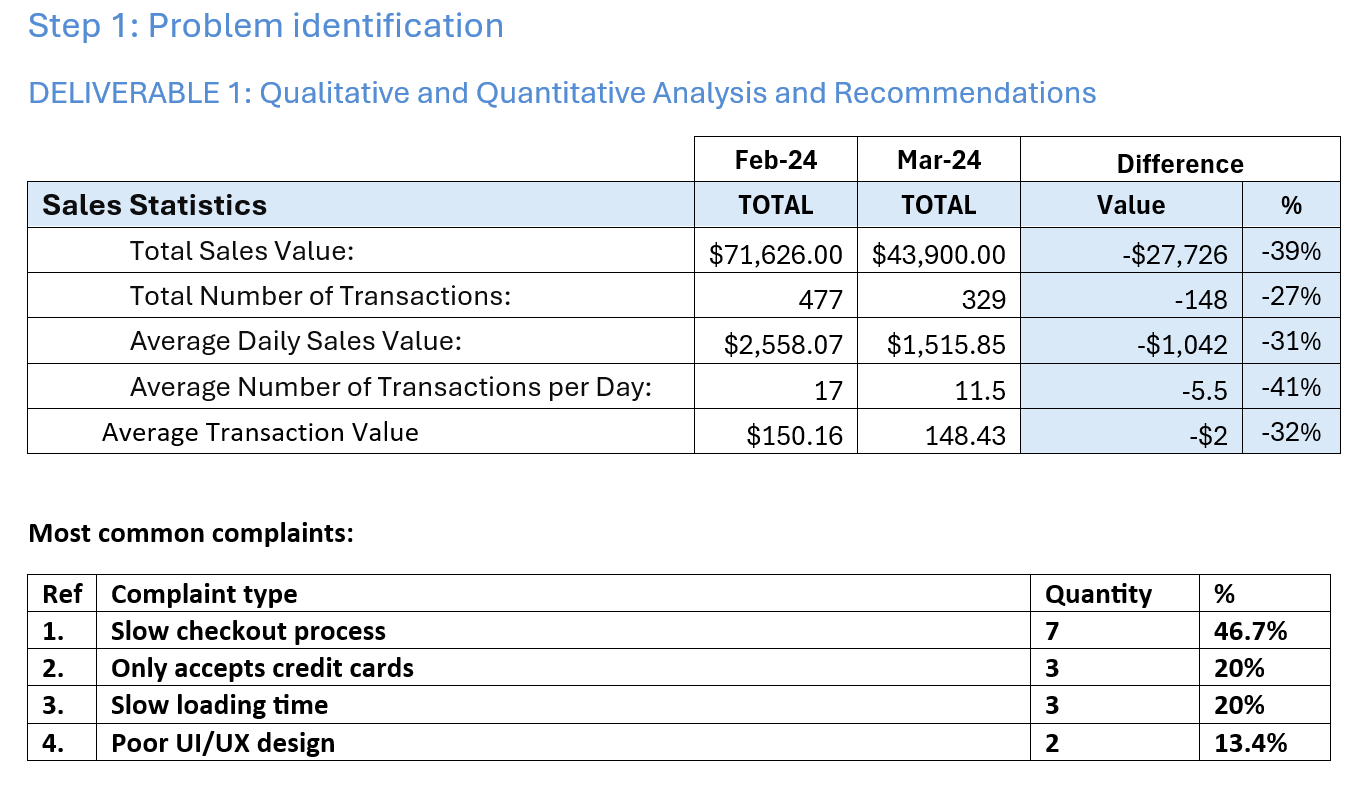 Step 1: Problem identification
DELIVERABLE 1: Qualitative and Quantitative Analysis and Recommendations
Feb-24 Mar-24 Difference
Sales Statistics TOTAL TOTAL Value %
Total Sales Value: $71,626.00 $43,900.00 -$27,726 -39%
Total Number of Transactions: 477 329 -148 -27%
Average Daily Sales Value: $2,558.07 $1,515.85 -$1,042 -31%
Average Number of Transactions per Day: 17 11.5 -5.5 -41%
Average Transaction Value $150.16 148.43 -$2 -32%
Most common complaints:
Ref Complaint type Quantity %
1. Slow checkout process 7 46.7%
2. Only accepts credit cards 3 20%
3. Slow loading time 3 20%
4. Poor UI/UX design 2 13.4%